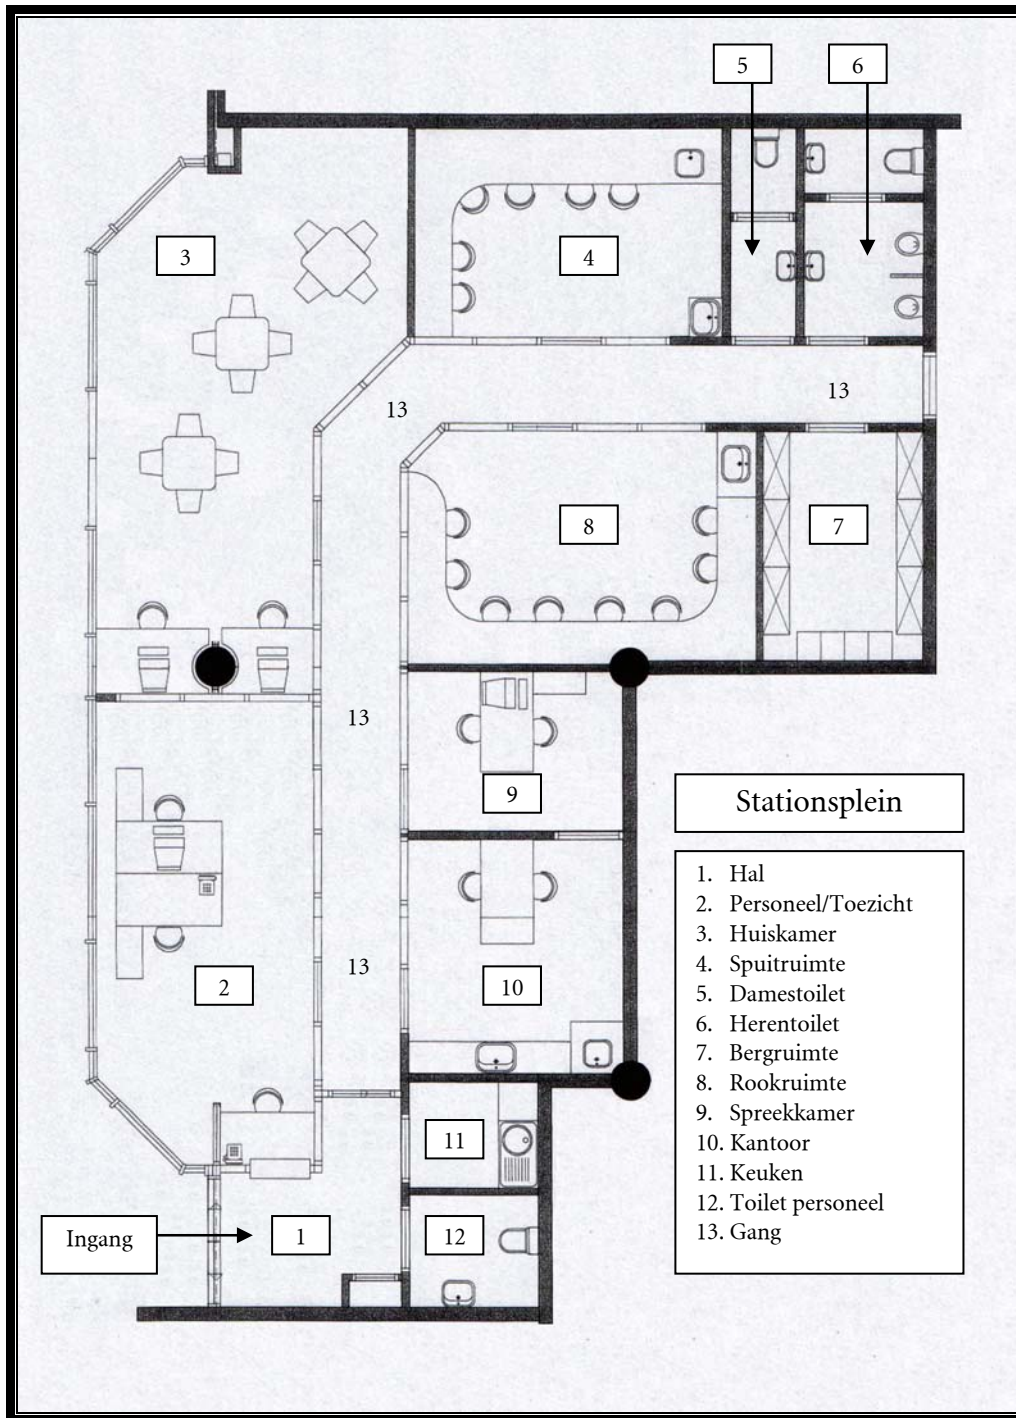 5
6
3
4
13
13
8
7
13
9
13
2
10
11
Ingang
1
12
Stationsplein
1. Hal
2. Personeel/Toezicht
3. Huiskamer
4. Spuitruimte
5. Damestoilet
6. Herentoilet
7. Bergruimte
8. Rookruimte
9. Spreekkamer
10. Kantoor
11. Keuken
12. Toilet personeel
13. Gang